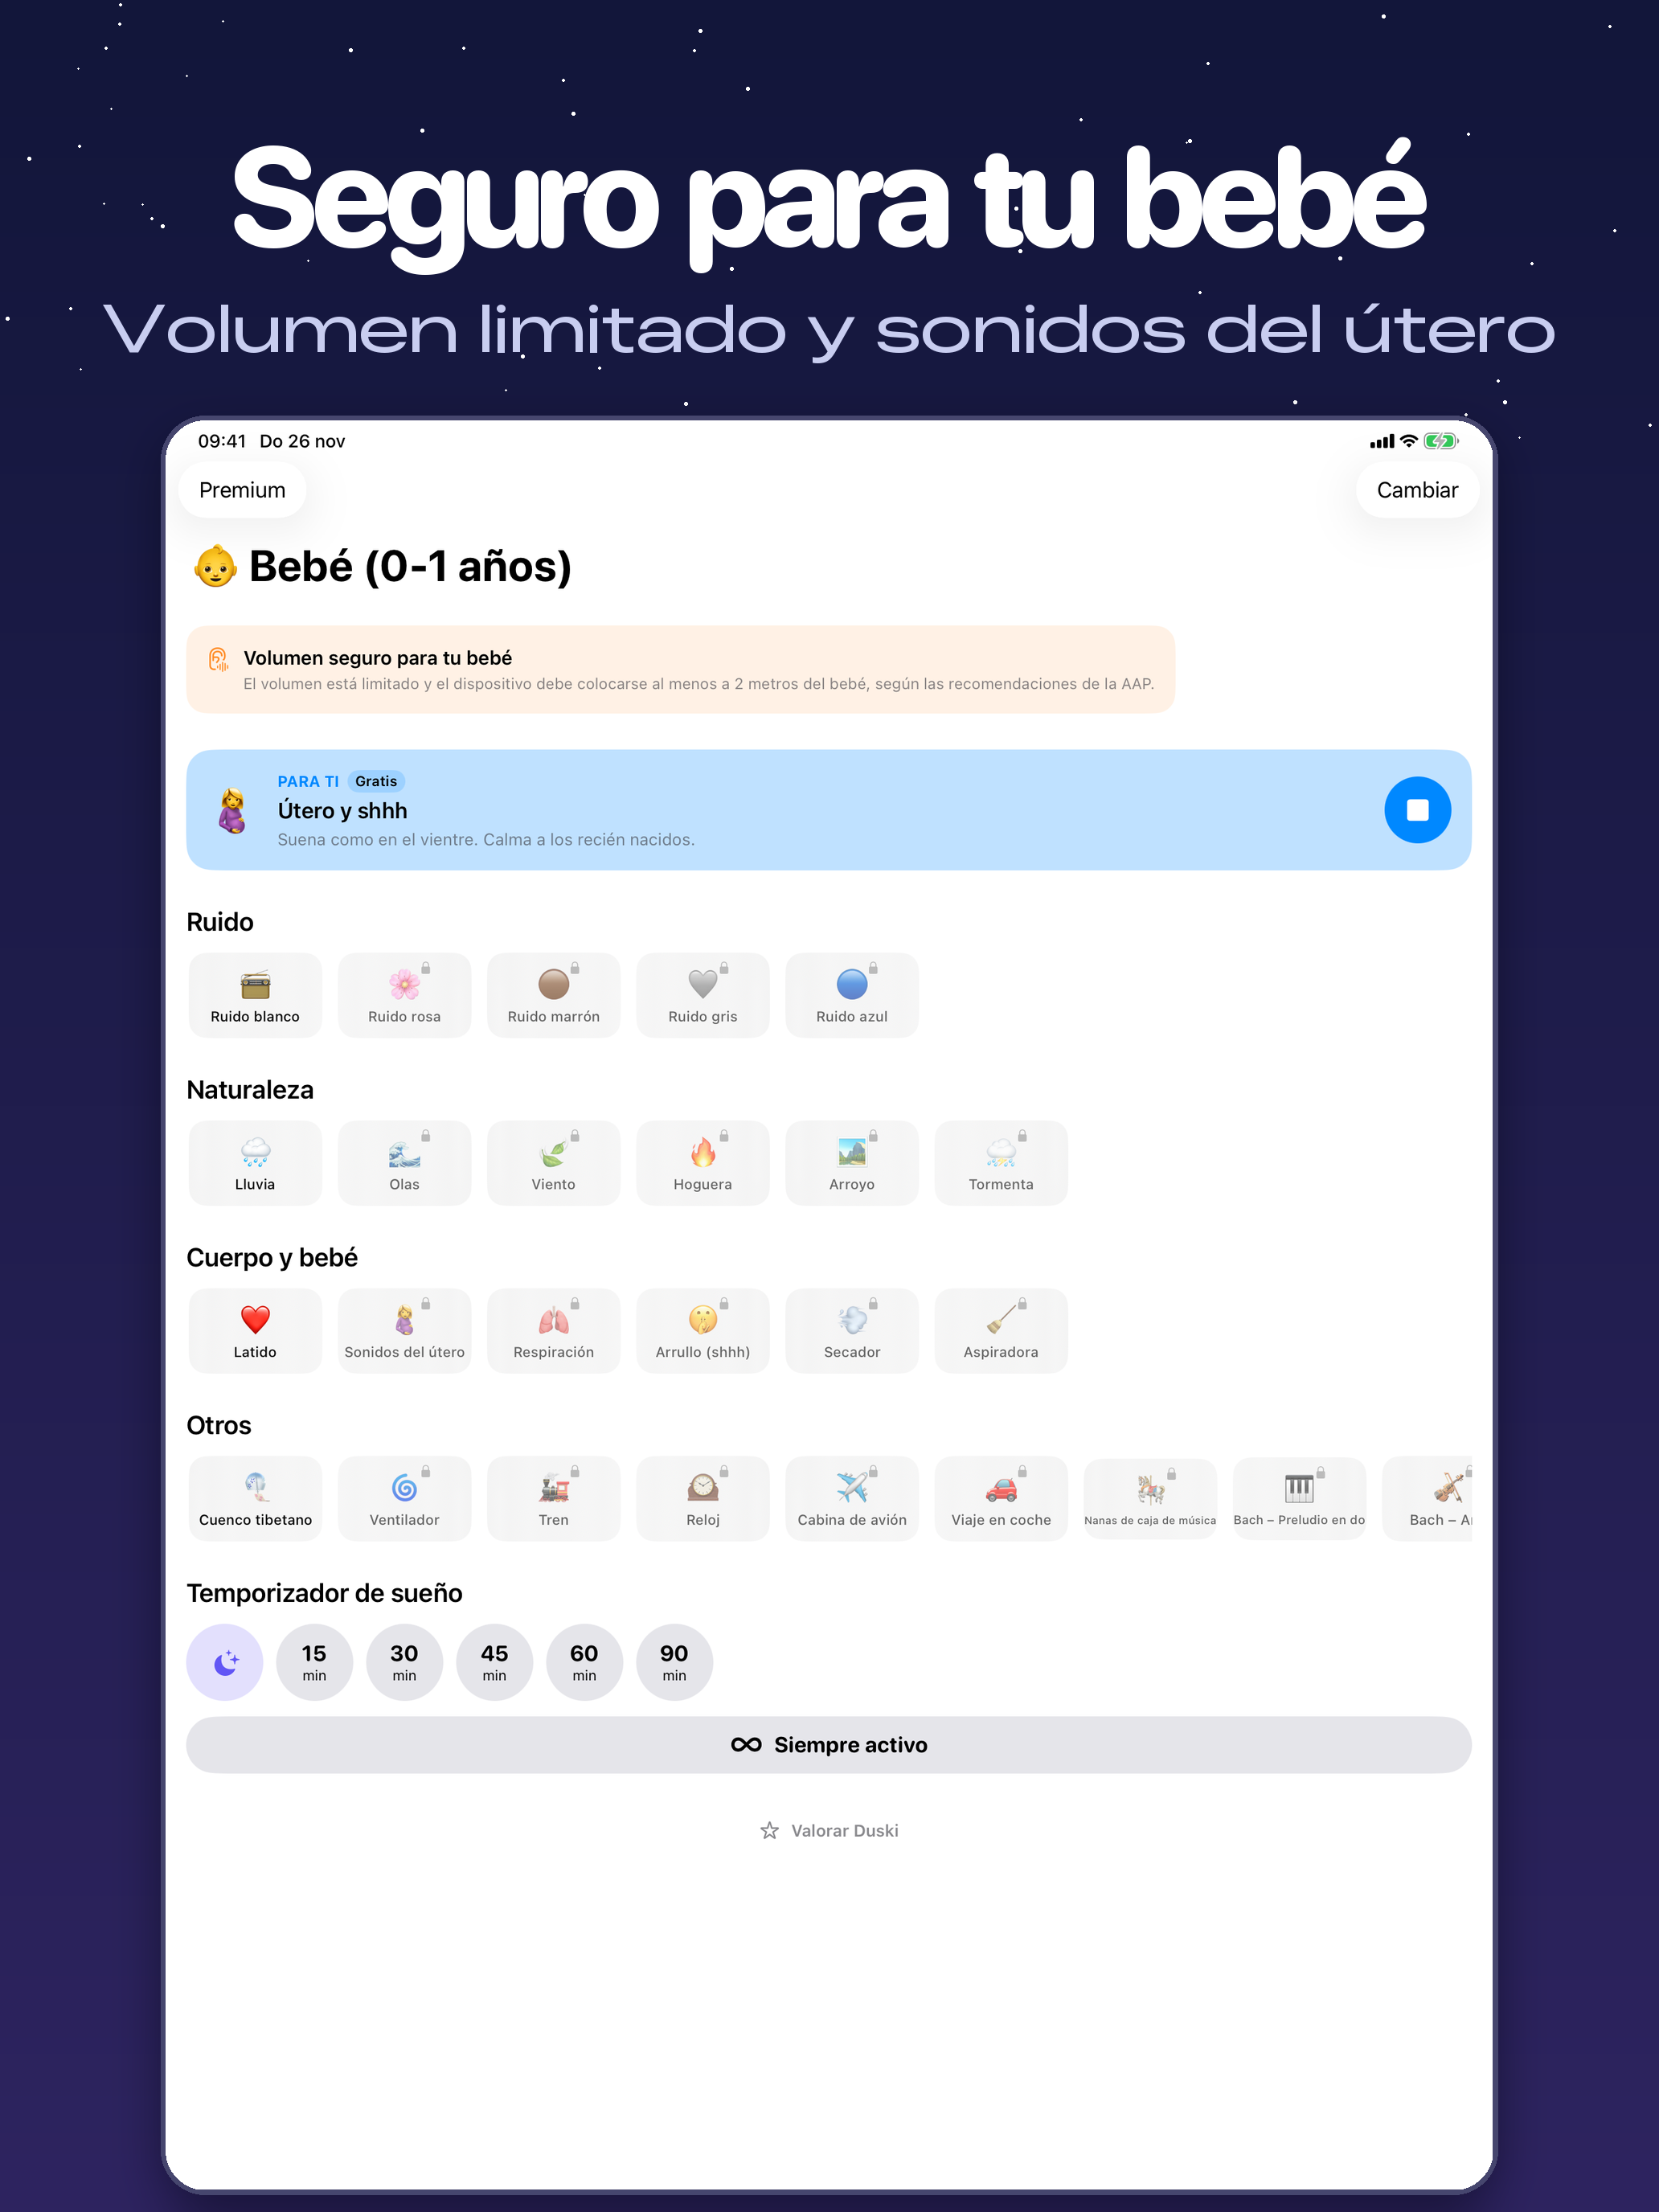 Seguro para tu bebé
Volumen limitado y sonidos del útero
09:41 Do 26 nov
Premium
Cambiar
Bebé (0-1 años)
Volumen seguro para tu bebé
El volumen está limitado y el dispositivo debe colocarse al menos a 2 metros del bebé, según las recomendaciones de la AAP.
PARA TI Gratis
Útero y shhh
Suena como en el vientre. Calma a los recién nacidos.
Ruido
Ruido blanco
Ruido rosa
Ruido marrón
Ruido gris
Ruido azul
Naturaleza
Lluvia
Olas
Viento
Hoguera
Arroyo
Tormenta
Cuerpo y bebé
Latido
Sonidos del útero
Respiración
Arrullo (shhh)
Secador
Aspiradora
Otros
Cuenco tibetano
Ventilador
Tren
Reloj
Cabina de avión
Viaje en coche
Nanas de caja de música
Bach – Preludio en do
Bach –
Temporizador de sueño
15 min
30 min
45 min
60 min
90 min
Siempre activo
Valorar Duski